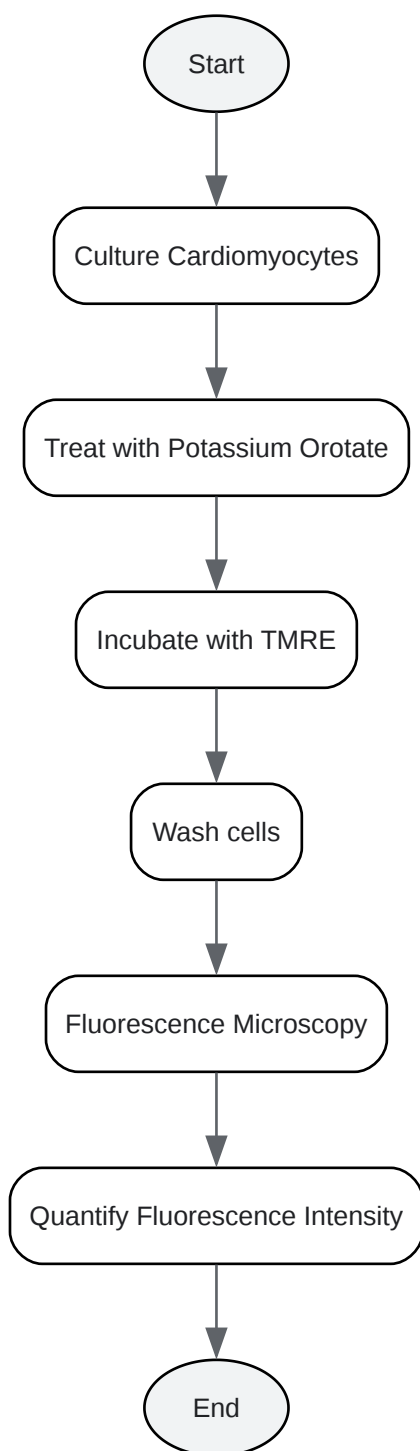 Start
Culture Cardiomyocytes
Treat with Potassium Orotate
Incubate with TMRE
Wash cells
Fluorescence Microscopy
Quantify Fluorescence Intensity
End